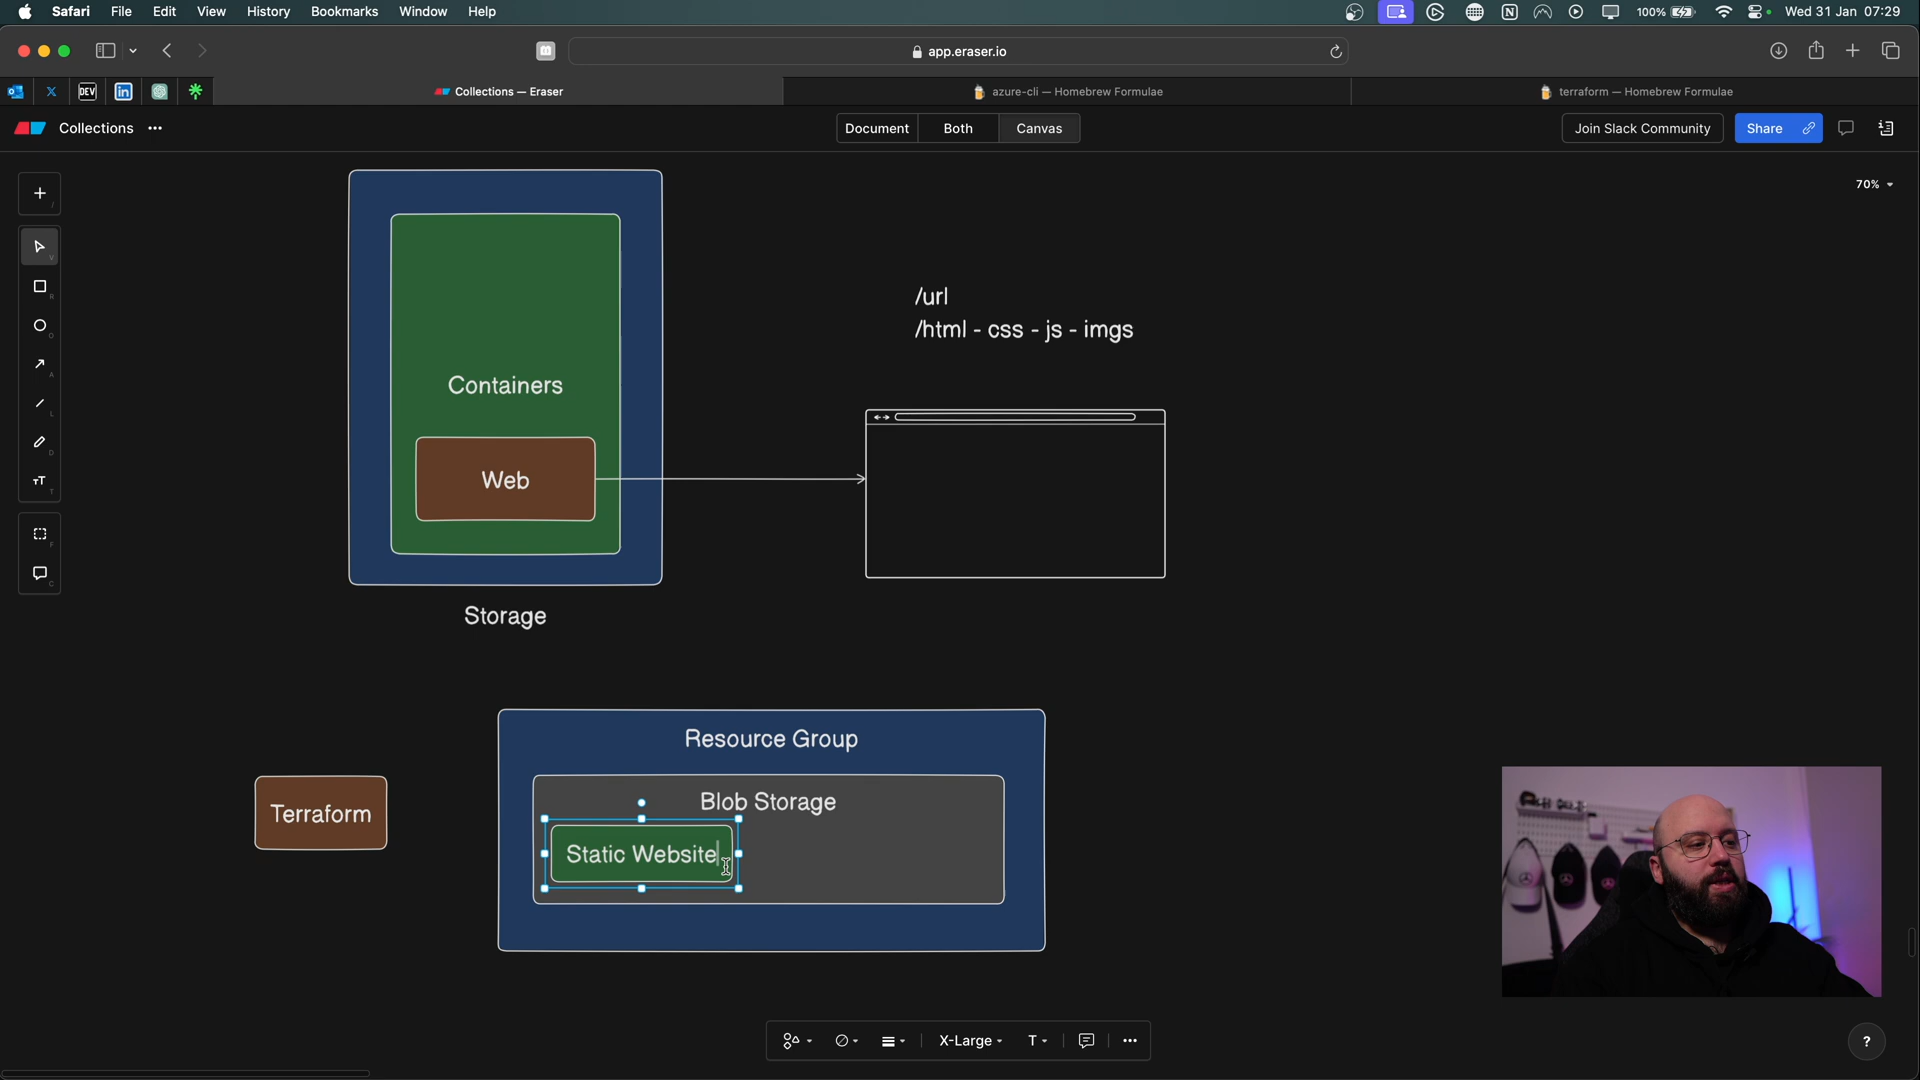 Safari File Edit View History Bookmarks Window Help 100% Wed 31 Jan 07:29
app.eraser.io
DEV in Collections — Eraser azure-cli — Homebrew Formulae terraform — Homebrew Formulae
Collections Document Both Canvas Join Slack Community Share
70%
/url
/html - css - js - imgs
Containers
Web
Storage
Resource Group
Blob Storage
Terraform
Static Website
X-Large T
?